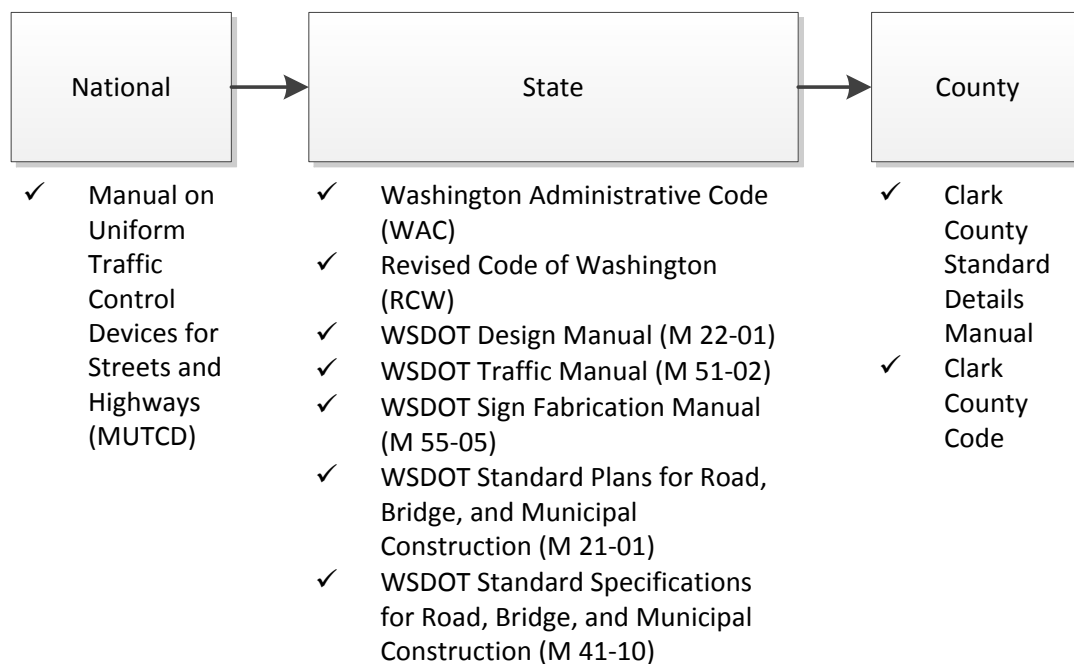 National
State
County
✓ Manual on
Uniform
Traffic
Control
Devices for
Streets and
Highways
(MUTCD)
✓ Washington Administrative Code
(WAC)
✓ Revised Code of Washington
(RCW)
✓ WSDOT Design Manual (M 22-01)
✓ WSDOT Traffic Manual (M 51-02)
✓ WSDOT Sign Fabrication Manual
(M 55-05)
✓ WSDOT Standard Plans for Road,
Bridge, and Municipal
Construction (M 21-01)
✓ WSDOT Standard Specifications
for Road, Bridge, and Municipal
Construction (M 41-10)
✓ Clark
County
Standard
Details
Manual
✓ Clark
County
Code